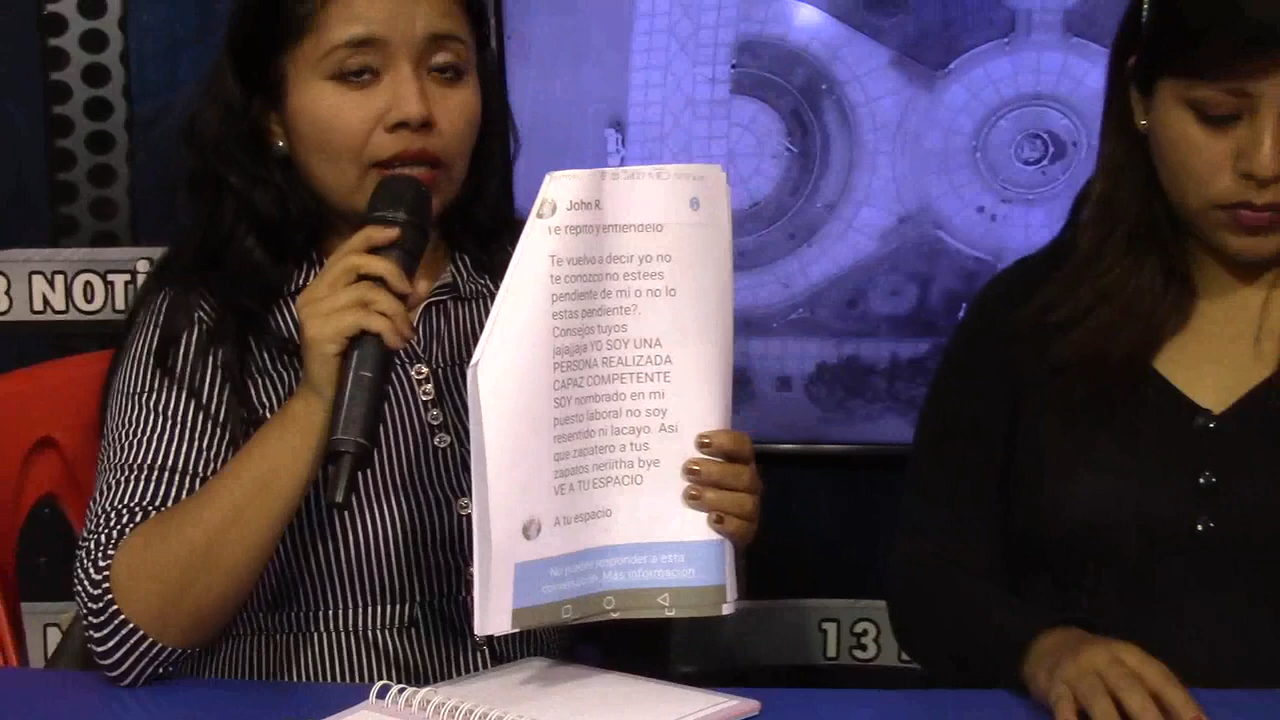 John R.
Te repito y entiendelo
Te vuelvo a decir yo no
te conozco no estees
pendiente de mi o no lo
estas pendiente?.
Consejos tuyos
jajajjaja YO SOY UNA
PERSONA REALIZADA
CAPAZ COMPETENTE
SOY nombrado en mi
puesto laboral no soy
resentido ni lacayo. Asi
que zapatero a tus
zapatos neriitha bye
VE A TU ESPACIO
A tu espacio
No puedes responder a esta
conversación. Más información
NOTI
13